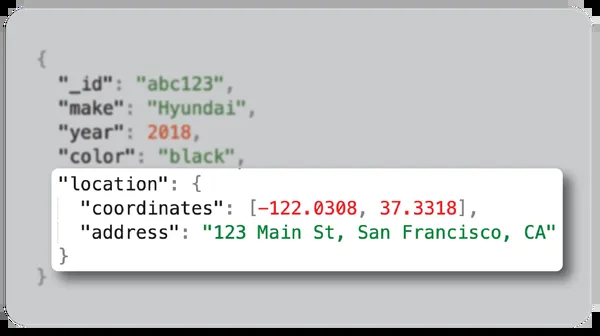 {
"_id": "abc123",
"make": "Hyundai",
"year": 2018,
"color": "black",
"location": {
"coordinates": [-122.0308, 37.3318],
"address": "123 Main St, San Francisco, CA"
}
}